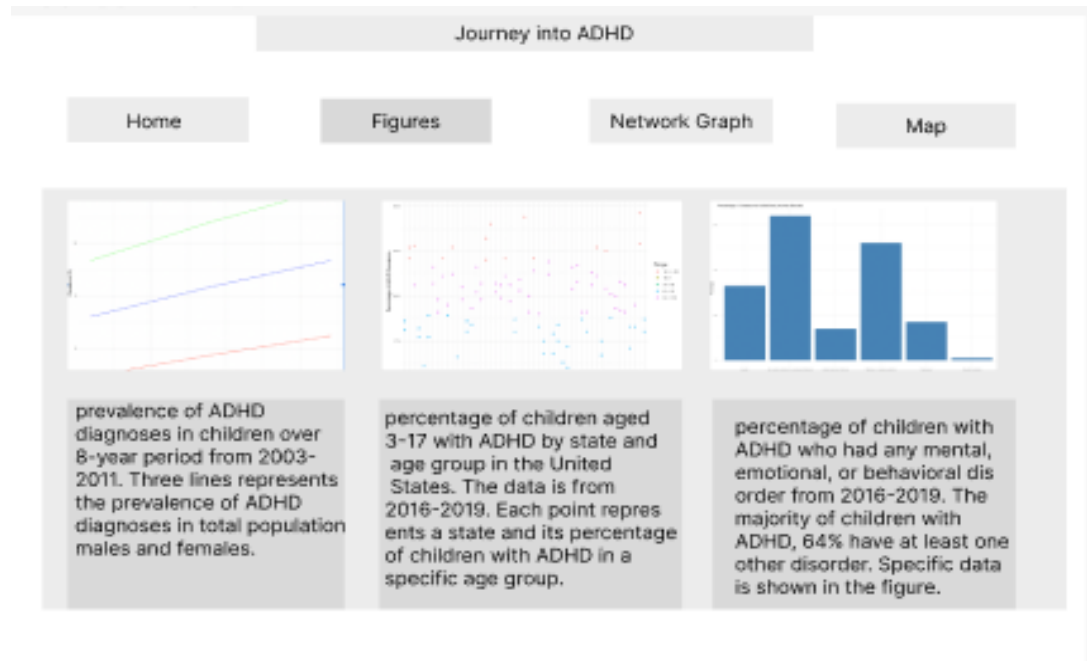 Journey into ADHD
Home
Figures
Network Graph
Map
prevalence of ADHD
diagnoses in children over
8-year period from 2003-
2011. Three lines represents
the prevalence of ADHD
diagnoses in total population
males and females.
percentage of children aged
3-17 with ADHD by state and
age group in the United
States. The data is from
2016-2019. Each point repres
ents a state and its percentage
of children with ADHD in a
specific age group.
percentage of children with
ADHD who had any mental,
emotional, or behavioral dis
order from 2016-2019. The
majority of children with
ADHD, 64% have at least one
other disorder. Specific data
is shown in the figure.